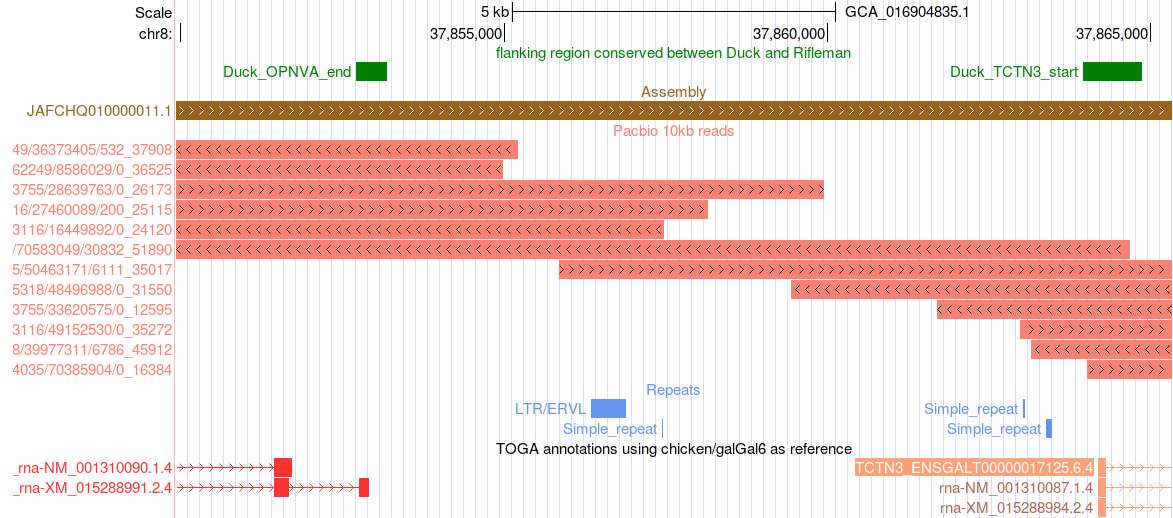 Scale 5 kb GCA_016904835.1
chr8: 37,855,000 37,860,000 37,865,000
flanking region conserved between Duck and Rifleman
Duck_OPNVA_end Duck_TCTN3_start
Assembly
JAFCHQ010000011.1
Pacbio 10kb reads
49/36373405/532_37908
62249/8586029/0_36525
3755/28639763/0_26173
16/27460089/200_25115
3116/16449892/0_24120
/70583049/30832_51890
5/50463171/6111_35017
5318/48496988/0_31550
3755/33620575/0_12595
3116/49152530/0_35272
8/39977311/6786_45912
4035/70385904/0_16384
Repeats
LTR/ERVL Simple_repeat
Simple_repeat Simple_repeat
TOGA annotations using chicken/galGal6 as reference
_rna-NM_001310090.1.4 TCTN3_ENSGALT00000017125.6.4
_rna-XM_015288991.2.4 rna-NM_001310087.1.4
rna-XM_015288984.2.4